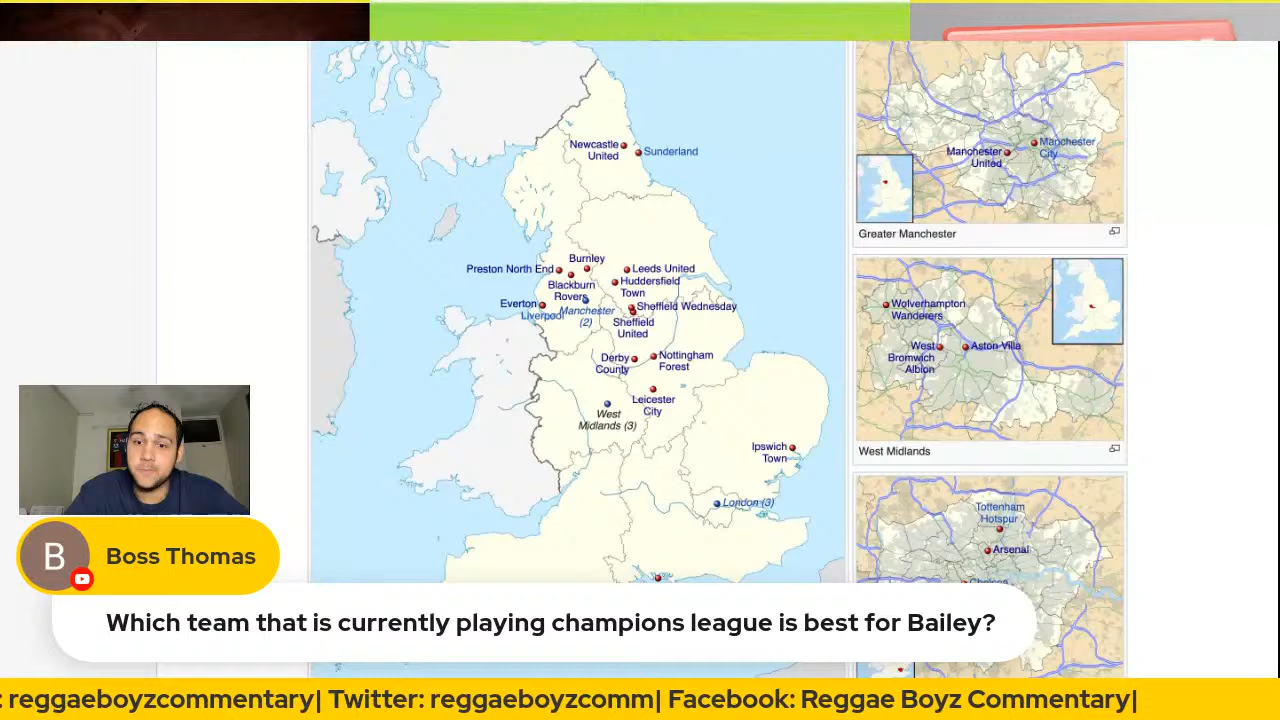 Newcastle
United
Sunderland
Burnley
Preston North End
Leeds United
Blackburn
Rovers
Huddersfield
Town
Everton
Liverpool
Manchester
(2)
Sheffield Wednesday
Sheffield
United
Derby
County
Nottingham
Forest
Leicester
City
West
Midlands (3)
Ipswich
Town
London (3)
Manchester
United
Manchester
City
Greater Manchester
Wolverhampton
Wanderers
West
Bromwich
Albion
Aston Villa
West Midlands
Tottenham
Hotspur
Arsenal
Chelsea
B
Boss Thomas
Which team that is currently playing champions league is best for Bailey?
: reggaeboyzcommentary| Twitter: reggaeboyzcomm| Facebook: Reggae Boyz Commentary|